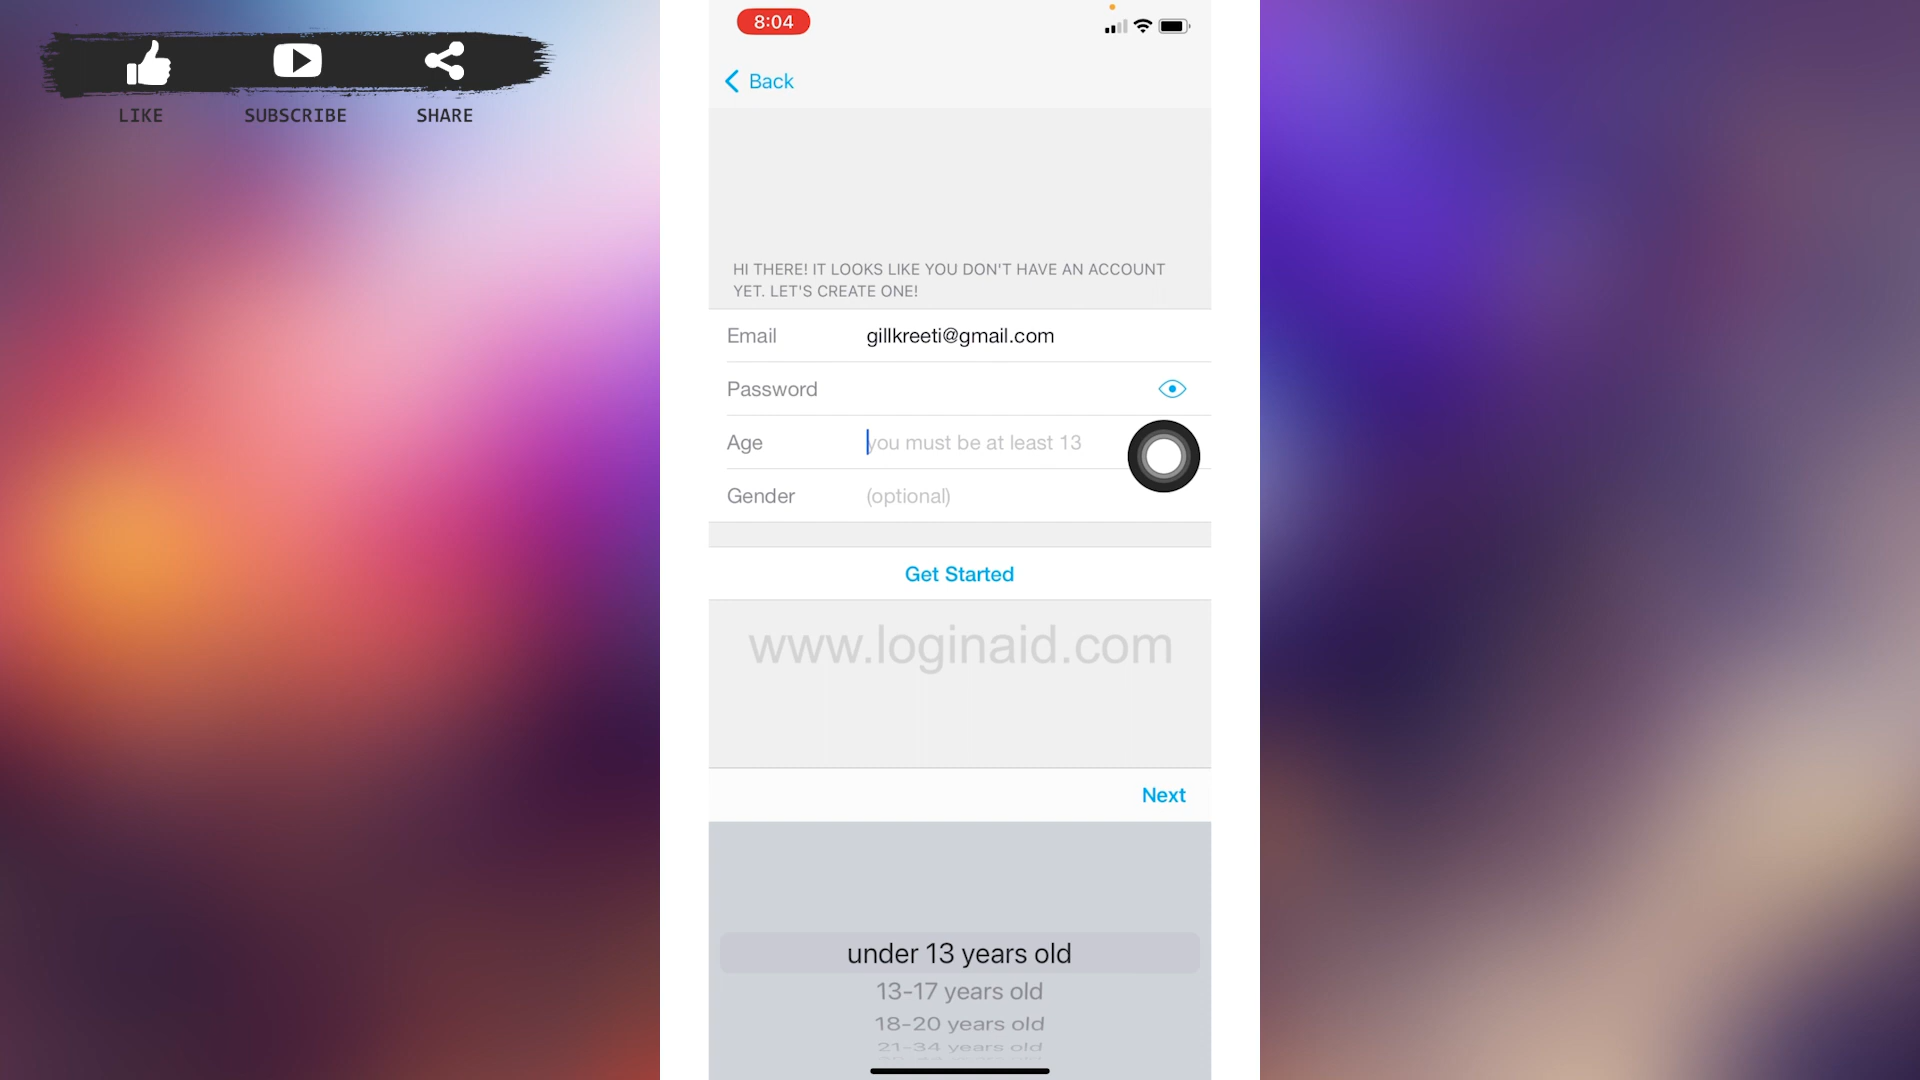 LIKE
SUBSCRIBE
SHARE
8:04
Back
HI THERE! IT LOOKS LIKE YOU DON'T HAVE AN ACCOUNT
YET. LET'S CREATE ONE!
Email gillkreeti@gmail.com
Password
Age you must be at least 13
Gender (optional)
Get Started
www.loginaid.com
Next
under 13 years old
13-17 years old
18-20 years old
21-34 years old